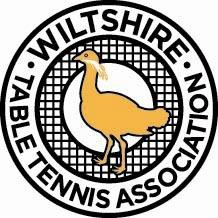 · WILTSHIRE ·
TABLE TENNIS ASSOCIATION